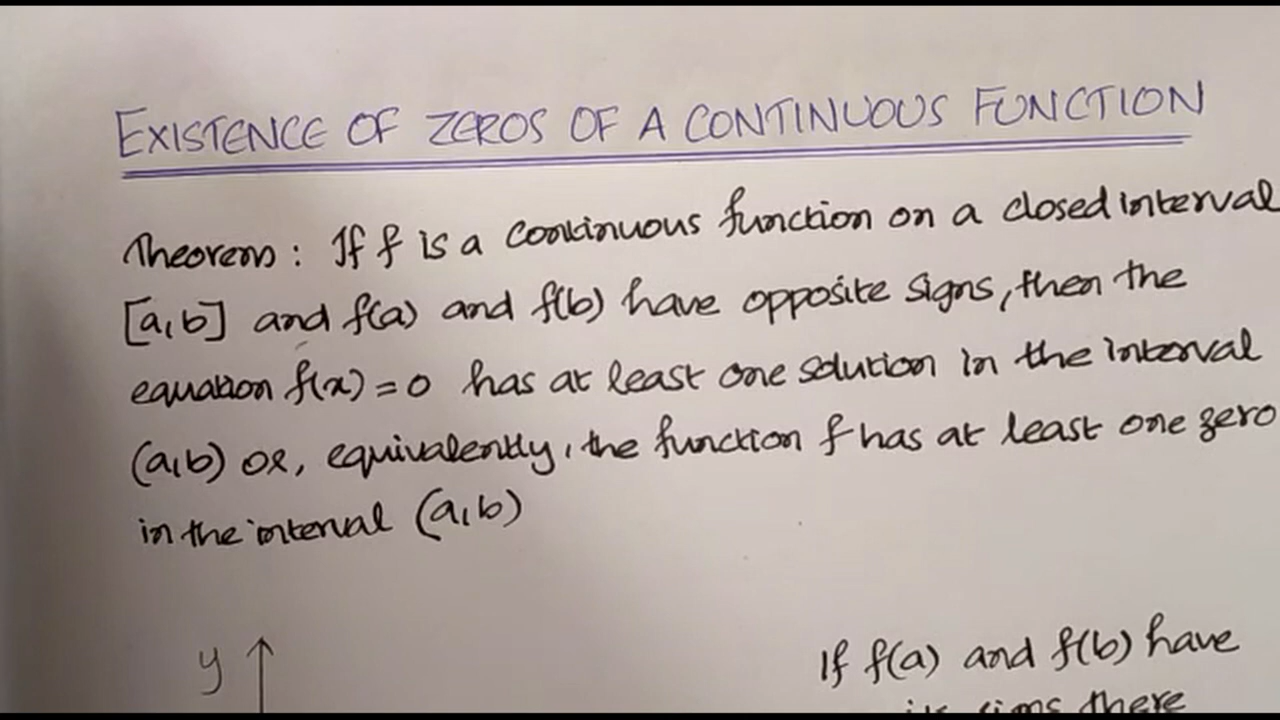 EXISTENCE OF ZEROS OF A CONTINUOUS FUNCTION
Theorem : If f is a continuous function on a closed interval
[a,b] and f(a) and f(b) have opposite signs, then the
equation f(x) = 0 has at least one solution in the interval
(a,b) or, equivalently, the function f has at least one zero
in the interval (a,b)
y
If f(a) and f(b) have
signs there